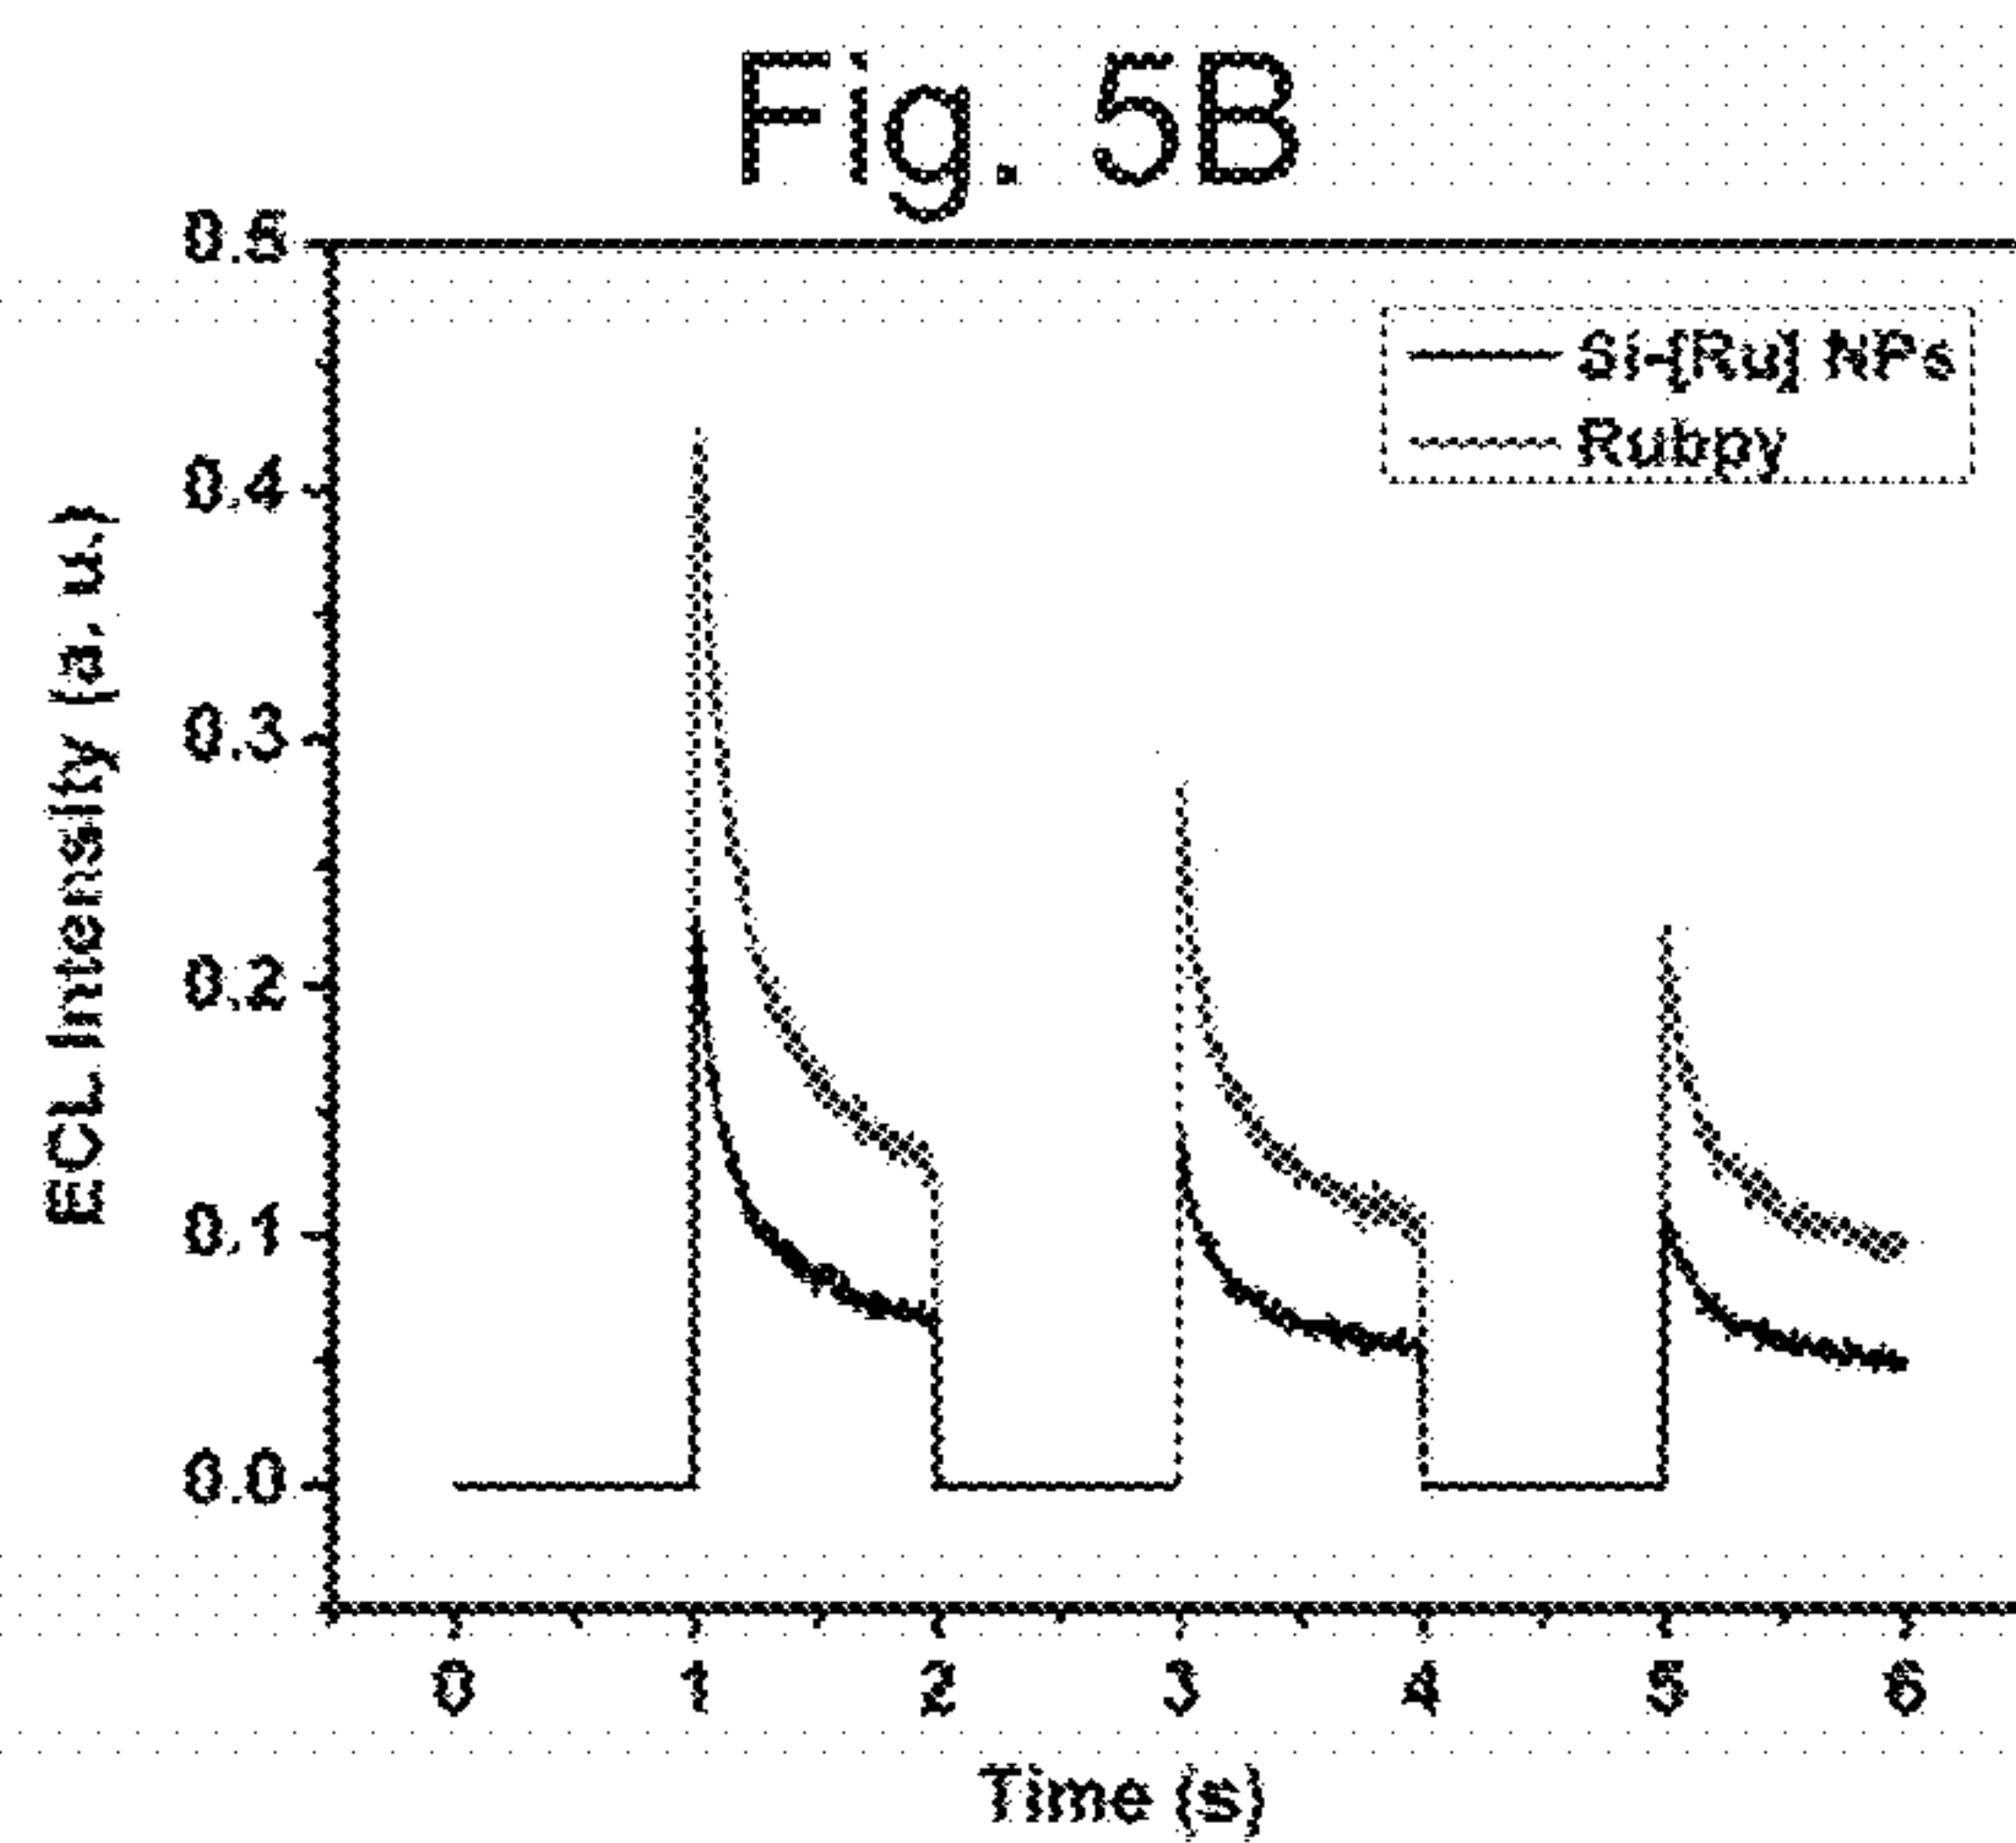 Fig. 5B
0.5
Si-[Ru] NPs
Rubpy
0.4
0.3
0.2
0.1
0.0
ECL Intensity (a. u.)
0 1 2 3 4 5 6
Time (s)